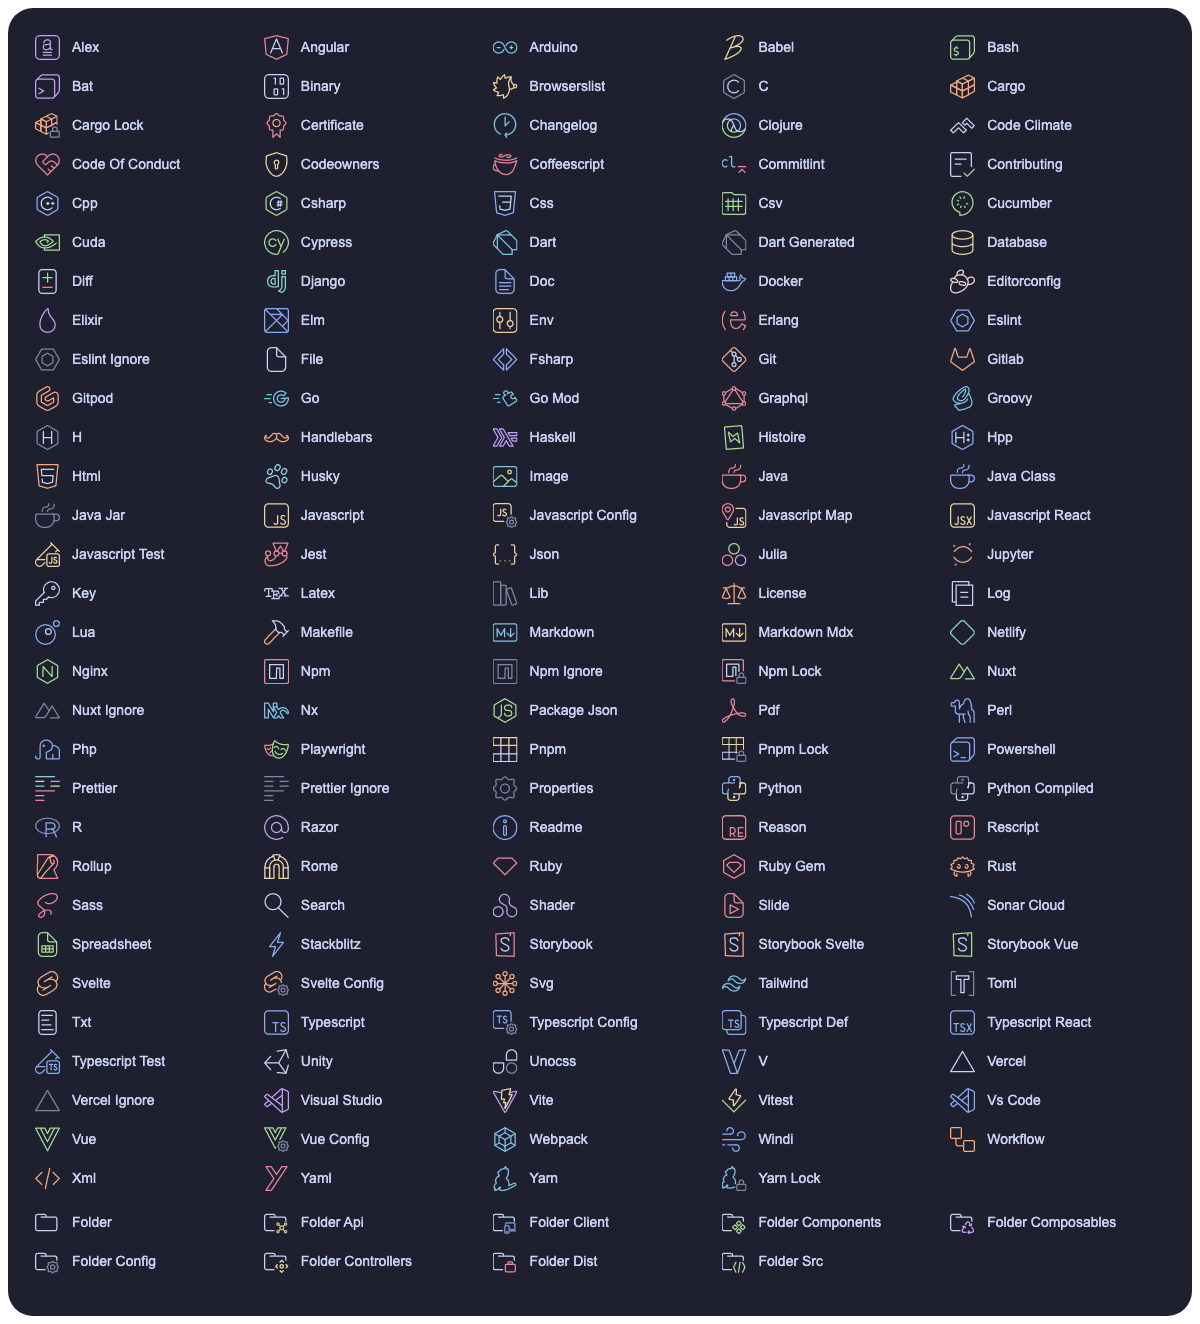 Alex Angular Arduino Babel Bash
Bat Binary Browserslist C Cargo
Cargo Lock Certificate Changelog Clojure Code Climate
Code Of Conduct Codeowners Coffeescript Commitlint Contributing
Cpp Csharp Css Csv Cucumber
Cuda Cypress Dart Dart Generated Database
Diff Django Doc Docker Editorconfig
Elixir Elm Env Erlang Eslint
Eslint Ignore File Fsharp Git Gitlab
Gitpod Go Go Mod Graphql Groovy
H Handlebars Haskell Histoire Hpp
Html Husky Image Java Java Class
Java Jar Javascript Javascript Config Javascript Map Javascript React
Javascript Test Jest Json Julia Jupyter
Key Latex Lib License Log
Lua Makefile Markdown Markdown Mdx Netlify
Nginx Npm Npm Ignore Npm Lock Nuxt
Nuxt Ignore Nx Package Json Pdf Perl
Php Playwright Pnpm Pnpm Lock Powershell
Prettier Prettier Ignore Properties Python Python Compiled
R Razor Readme Reason Rescript
Rollup Rome Ruby Ruby Gem Rust
Sass Search Shader Slide Sonar Cloud
Spreadsheet Stackblitz Storybook Storybook Svelte Storybook Vue
Svelte Svelte Config Svg Tailwind Toml
Txt Typescript Typescript Config Typescript Def Typescript React
Typescript Test Unity Unocss V Vercel
Vercel Ignore Visual Studio Vite Vitest Vs Code
Vue Vue Config Webpack Windi Workflow
Xml Yaml Yarn Yarn Lock
Folder Folder Api Folder Client Folder Components Folder Composables
Folder Config Folder Controllers Folder Dist Folder Src